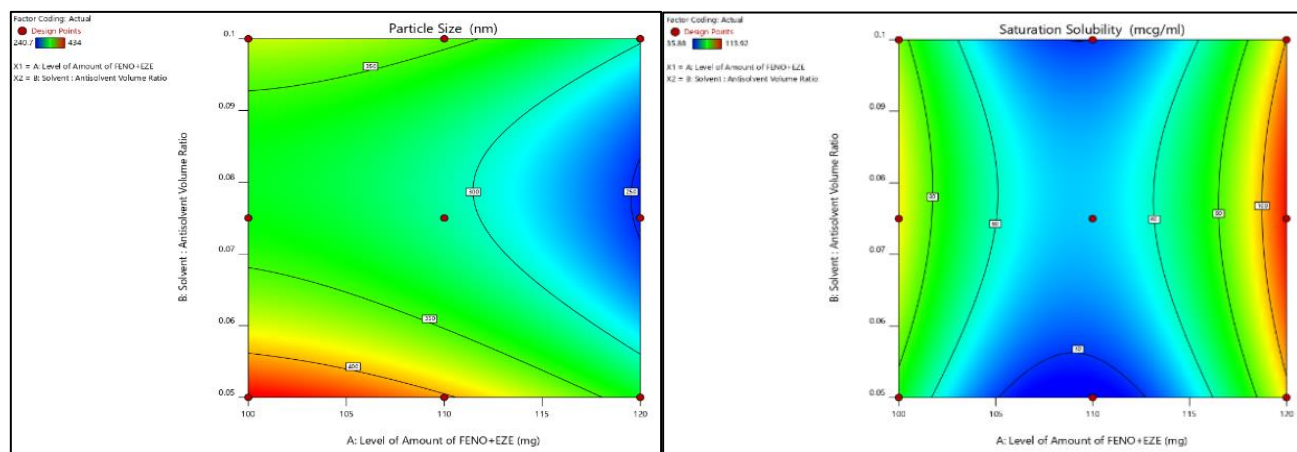 Factor Coding: Actual
Particle Size (nm)
Design Points
240.7 434
X1 = A: Level of Amount of FENO+EZE
X2 = B: Solvent : Antisolvent Volume Ratio
B: Solvent : Antisolvent Volume Ratio
0.1
0.09
0.08
0.07
0.06
0.05
350
300
250
350
400
100 105 110 115 120
A: Level of Amount of FENO+EZE (mg)
Factor Coding: Actual
Saturation Solubility (mcg/ml)
Design Points
35.88 113.92
X1 = A: Level of Amount of FENO+EZE
X2 = B: Solvent : Antisolvent Volume Ratio
B: Solvent : Antisolvent Volume Ratio
0.1
0.09
0.08
0.07
0.06
0.05
80
100
100 105 110 115 120
A: Level of Amount of FENO+EZE (mg)